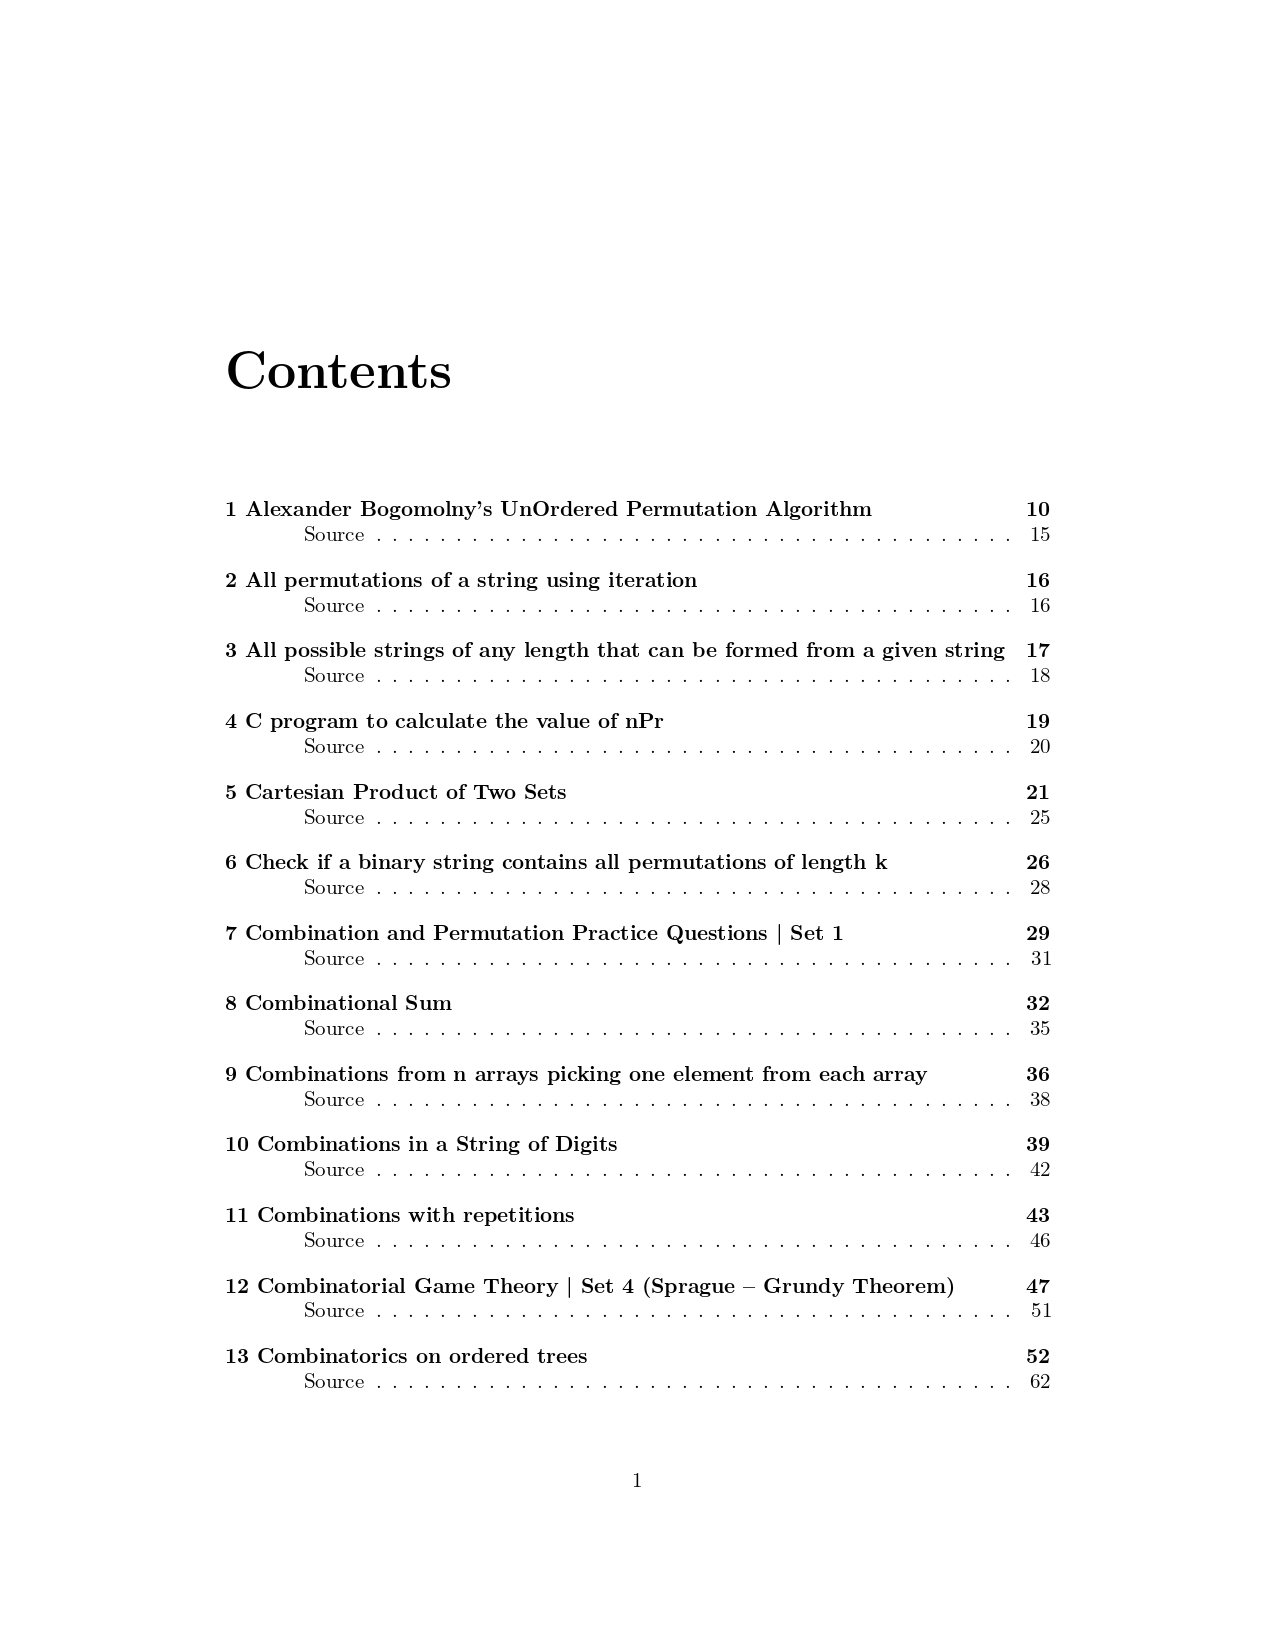 Contents
1 Alexander Bogomolny's UnOrdered Permutation Algorithm 10
Source . . . . . . . . . . . . . . . . . . . . . . . . . . . . . . . . . . . . . . . . 15
2 All permutations of a string using iteration 16
Source . . . . . . . . . . . . . . . . . . . . . . . . . . . . . . . . . . . . . . . . 16
3 All possible strings of any length that can be formed from a given string 17
Source . . . . . . . . . . . . . . . . . . . . . . . . . . . . . . . . . . . . . . . . 18
4 C program to calculate the value of nPr 19
Source . . . . . . . . . . . . . . . . . . . . . . . . . . . . . . . . . . . . . . . . 20
5 Cartesian Product of Two Sets 21
Source . . . . . . . . . . . . . . . . . . . . . . . . . . . . . . . . . . . . . . . . 25
6 Check if a binary string contains all permutations of length k 26
Source . . . . . . . . . . . . . . . . . . . . . . . . . . . . . . . . . . . . . . . . 28
7 Combination and Permutation Practice Questions | Set 1 29
Source . . . . . . . . . . . . . . . . . . . . . . . . . . . . . . . . . . . . . . . . 31
8 Combinational Sum 32
Source . . . . . . . . . . . . . . . . . . . . . . . . . . . . . . . . . . . . . . . . 35
9 Combinations from n arrays picking one element from each array 36
Source . . . . . . . . . . . . . . . . . . . . . . . . . . . . . . . . . . . . . . . . 38
10 Combinations in a String of Digits 39
Source . . . . . . . . . . . . . . . . . . . . . . . . . . . . . . . . . . . . . . . . 42
11 Combinations with repetitions 43
Source . . . . . . . . . . . . . . . . . . . . . . . . . . . . . . . . . . . . . . . . 46
12 Combinatorial Game Theory | Set 4 (Sprague – Grundy Theorem) 47
Source . . . . . . . . . . . . . . . . . . . . . . . . . . . . . . . . . . . . . . . . 51
13 Combinatorics on ordered trees 52
Source . . . . . . . . . . . . . . . . . . . . . . . . . . . . . . . . . . . . . . . . 62
1